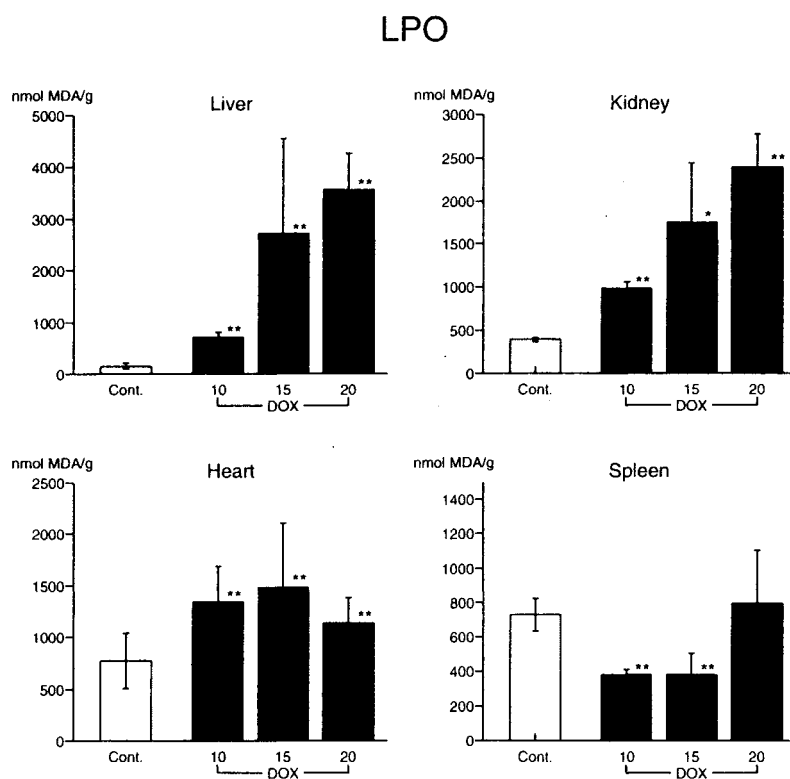 LPO
nmol MDA/g
Liver
5000
4000
3000
2000
1000
0
**
**
**
Cont.
10
15
20
DOX
nmol MDA/g
Kidney
3000
2500
2000
1500
1000
500
0
**
*
**
Cont.
10
15
20
DOX
nmol MDA/g
Heart
2500
2000
1500
1000
500
0
**
**
**
Cont.
10
15
20
DOX
nmol MDA/g
Spleen
1400
1200
1000
800
600
400
200
0
**
**
Cont.
10
15
20
DOX